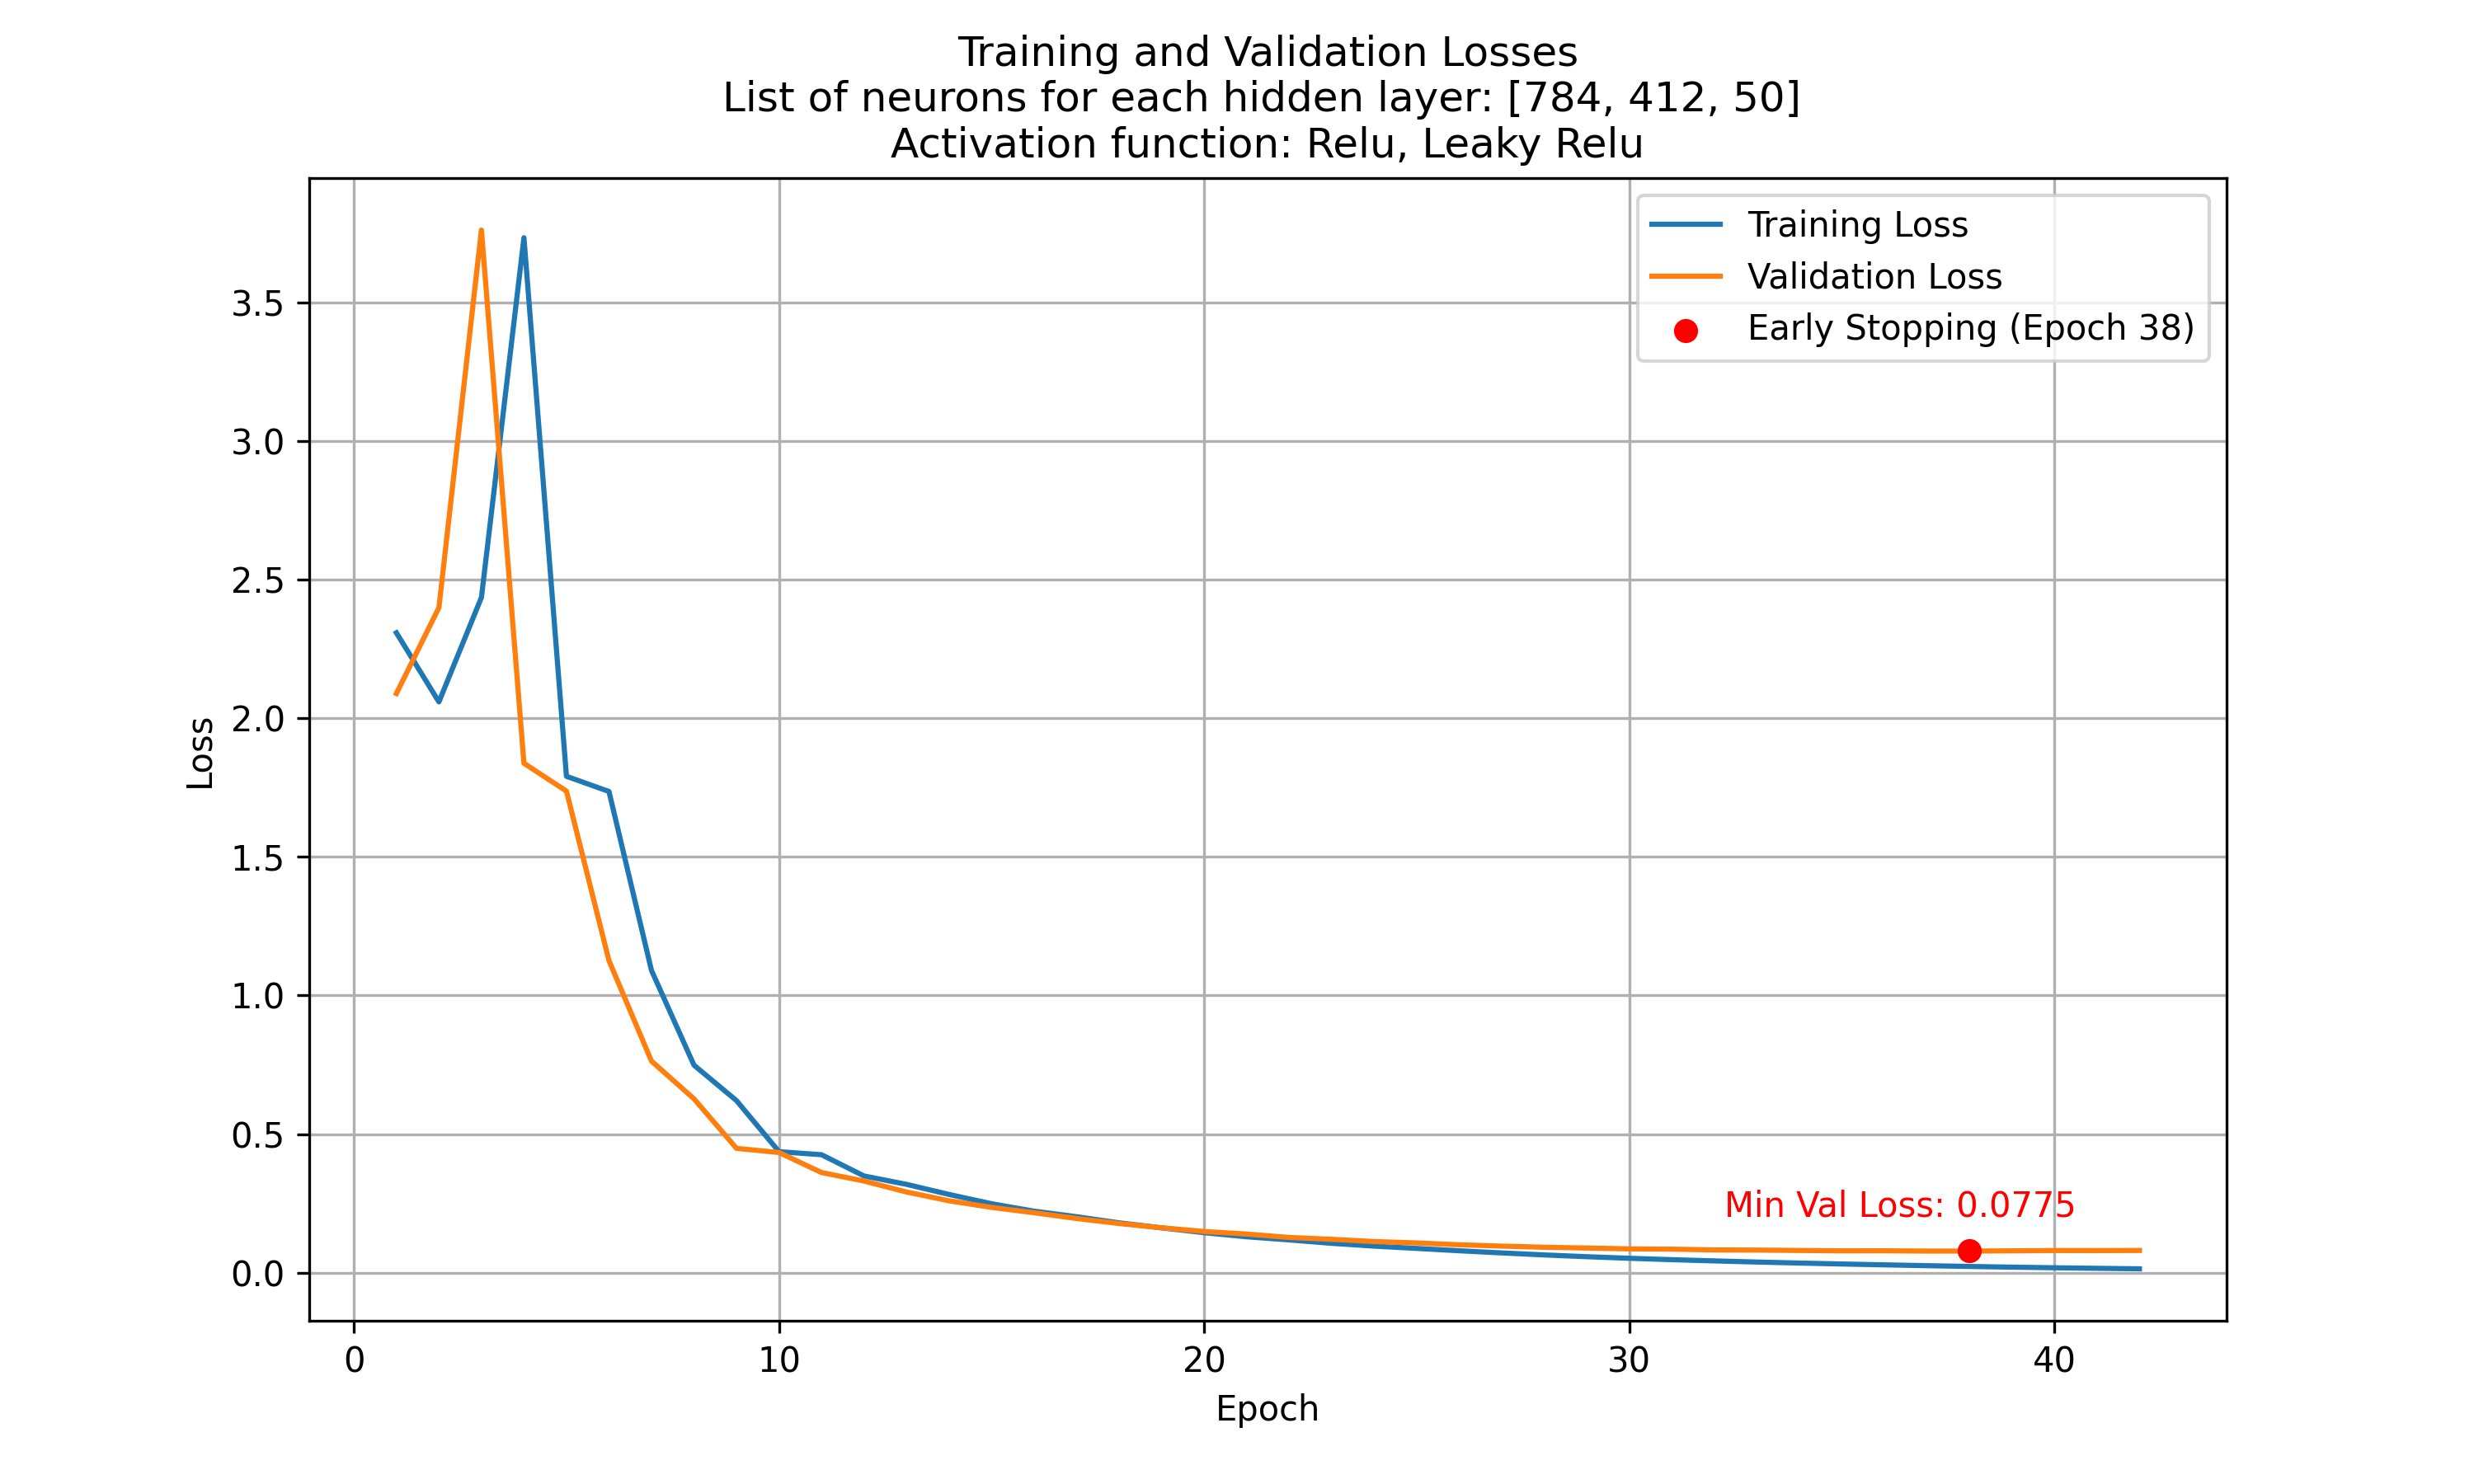 Training and Validation Losses
List of neurons for each hidden layer: [784, 412, 50]
Activation function: Relu, Leaky Relu
Training Loss
Validation Loss
Early Stopping (Epoch 38)
3.5
3.0
2.5
2.0
1.5
1.0
0.5
0.0
Loss
Min Val Loss: 0.0775
0 10 20 30 40
Epoch